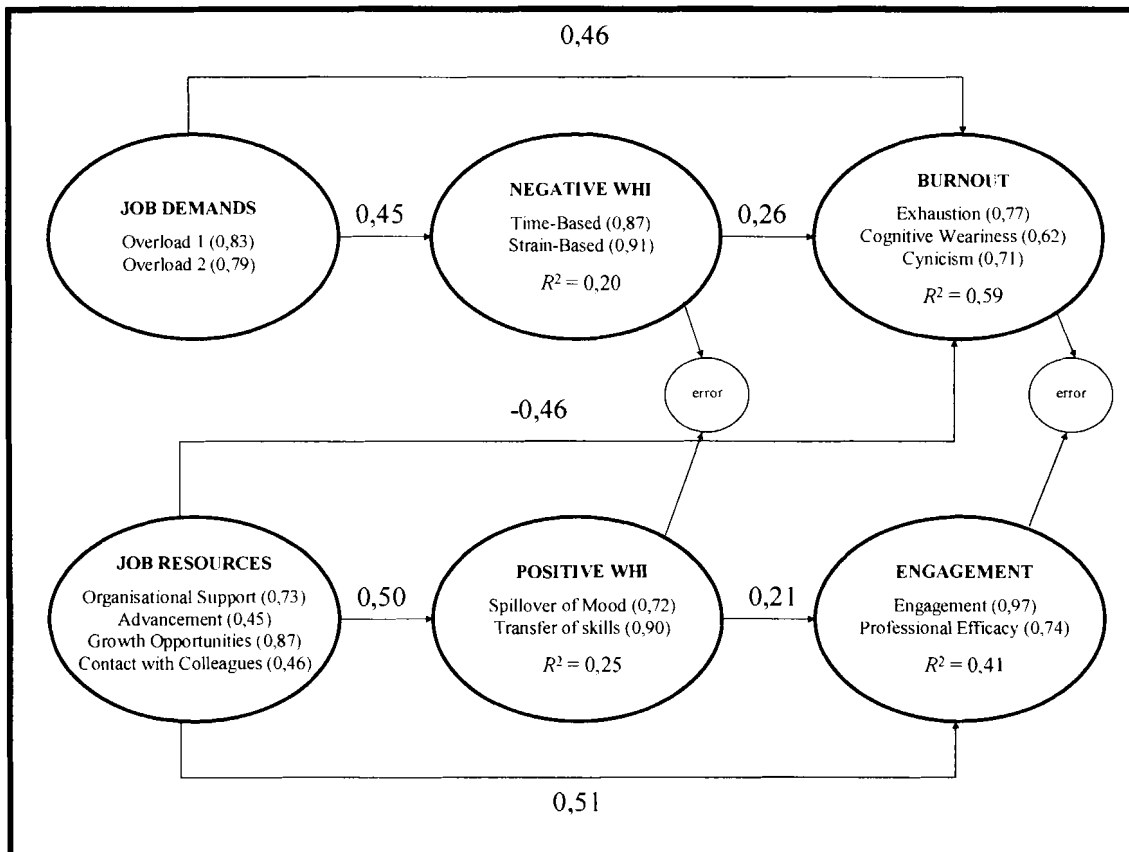 0,46
JOB DEMANDS
Overload 1 (0,83)
Overload 2 (0,79)
0,45
NEGATIVE WHI
Time-Based (0,87)
Strain-Based (0,91)
R² = 0,20
0,26
BURNOUT
Exhaustion (0,77)
Cognitive Weariness (0,62)
Cynicism (0,71)
R² = 0,59
error
error
-0,46
JOB RESOURCES
Organisational Support (0,73)
Advancement (0,45)
Growth Opportunities (0,87)
Contact with Colleagues (0,46)
0,50
POSITIVE WHI
Spillover of Mood (0,72)
Transfer of skills (0,90)
R² = 0,25
0,21
ENGAGEMENT
Engagement (0,97)
Professional Efficacy (0,74)
R² = 0,41
0,51